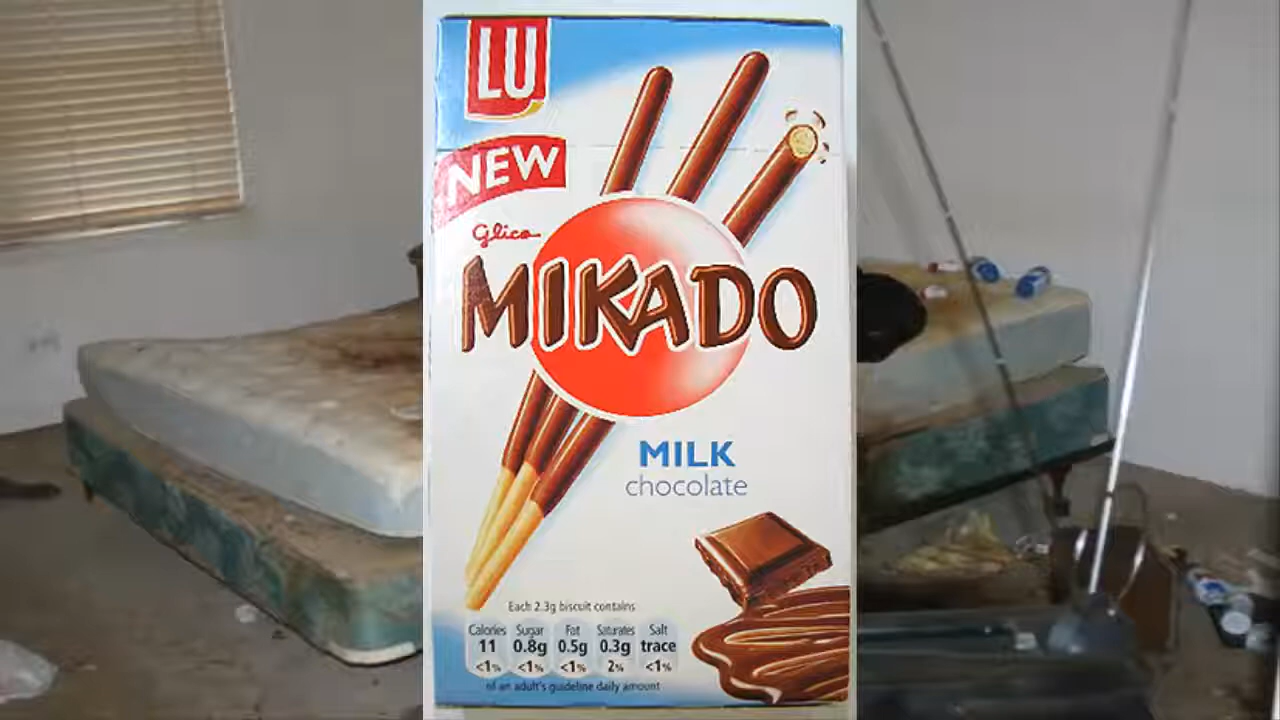 LU
NEW
Glico
MIKADO
MILK
chocolate
Each 2.3g biscuit contains
Calories Sugar Fat Saturates Salt
11 0.8g 0.5g 0.3g trace
<1% <1% <1% 2% <1%
of an adult's guideline daily amount